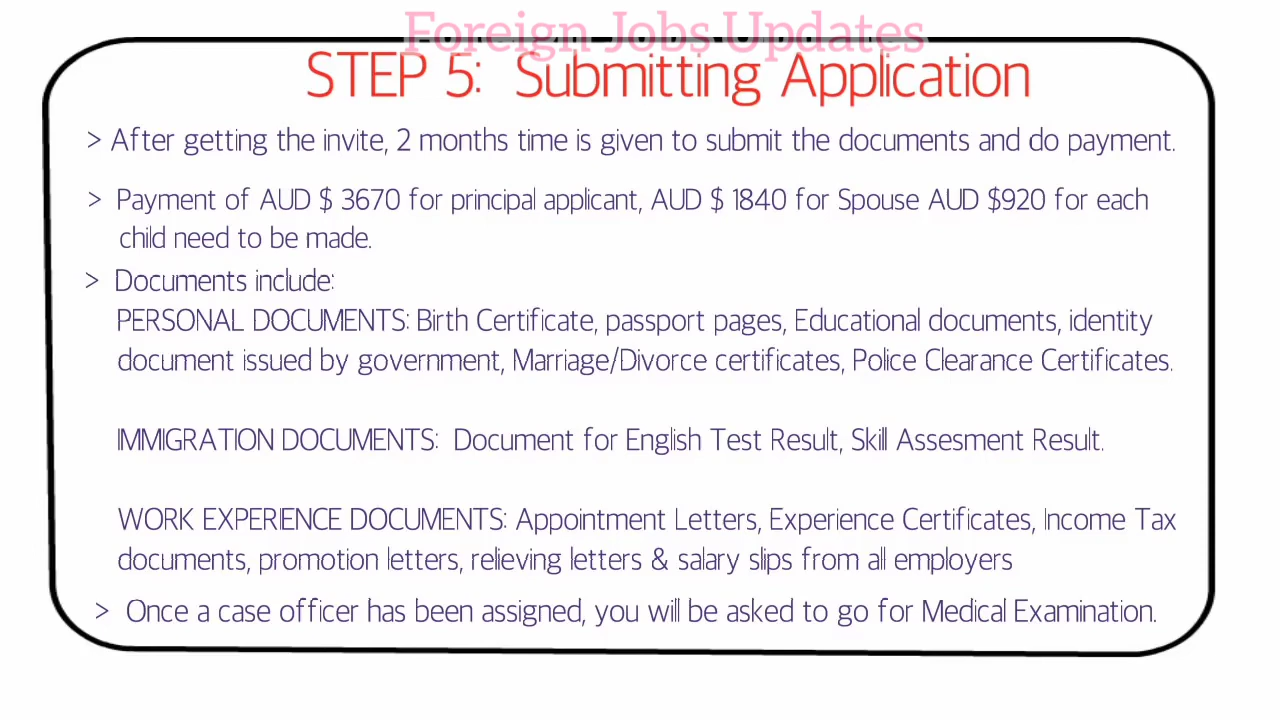 Foreign Jobs Updates
STEP 5: Submitting Application
> After getting the invite, 2 months time is given to submit the documents and do payment.
> Payment of AUD $ 3670 for principal applicant, AUD $ 1840 for Spouse AUD $920 for each
child need to be made.
> Documents include:
PERSONAL DOCUMENTS: Birth Certificate, passport pages, Educational documents, identity
document issued by government, Marriage/Divorce certificates, Police Clearance Certificates.
IMMIGRATION DOCUMENTS: Document for English Test Result, Skill Assesment Result.
WORK EXPERIENCE DOCUMENTS: Appointment Letters, Experience Certificates, Income Tax
documents, promotion letters, relieving letters & salary slips from all employers
> Once a case officer has been assigned, you will be asked to go for Medical Examination.